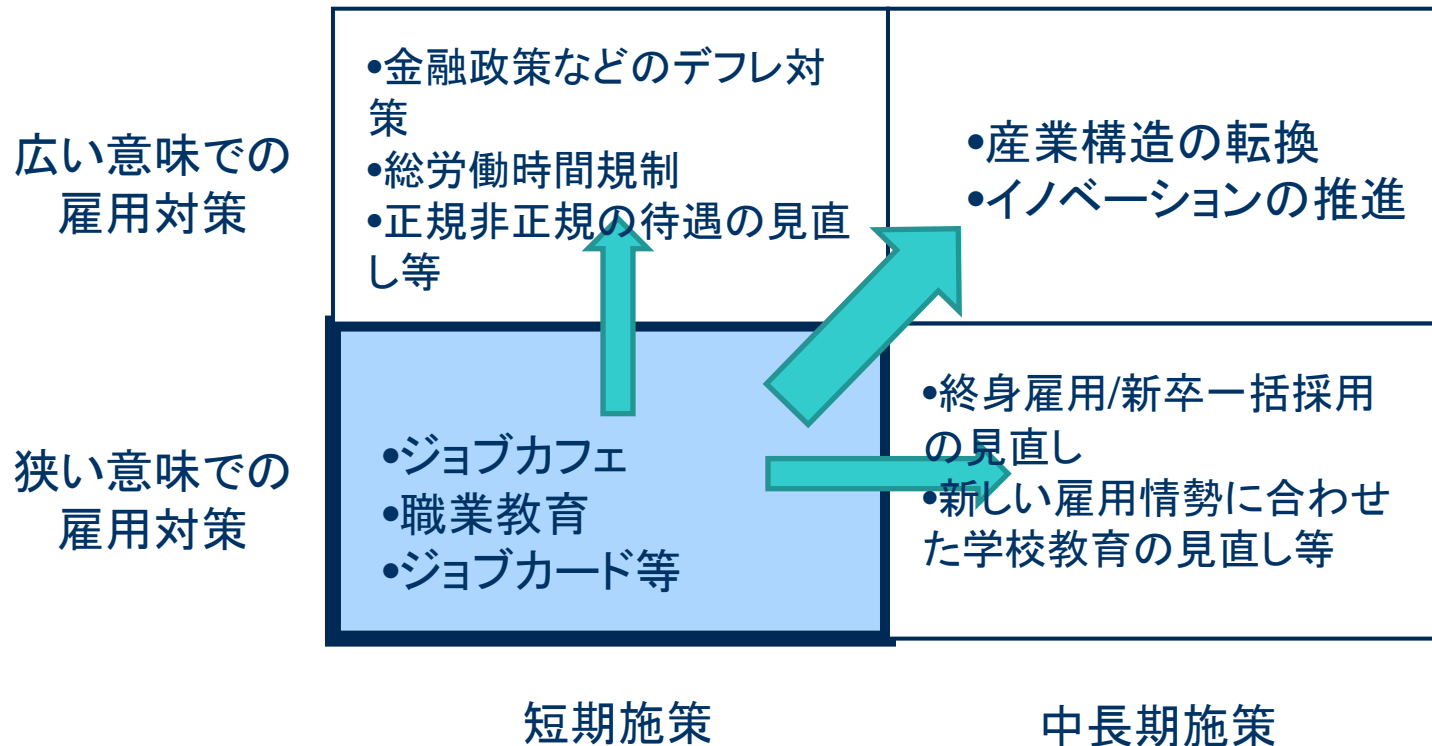 広い意味での
雇用対策
•金融政策などのデフレ対
策
•総労働時間規制
•正規非正規の待遇の見直
し等
•産業構造の転換
•イノベーションの推進
狭い意味での
雇用対策
•ジョブカフェ
•職業教育
•ジョブカード等
•終身雇用/新卒一括採用
の見直し
•新しい雇用情勢に合わせ
た学校教育の見直し等
短期施策
中長期施策